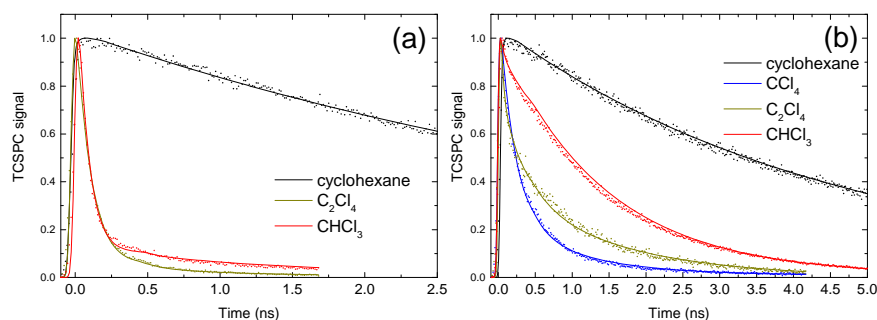 (a)
TCSPC signal
1.0
0.8
0.6
0.4
0.2
0.0
cyclohexane
C₂Cl₄
CHCl₃
0.0 0.5 1.0 1.5 2.0 2.5
Time (ns)
(b)
TCSPC signal
1.0
0.8
0.6
0.4
0.2
0.0
cyclohexane
CCl₄
C₂Cl₄
CHCl₃
0.0 0.5 1.0 1.5 2.0 2.5 3.0 3.5 4.0 4.5 5.0
Time (ns)